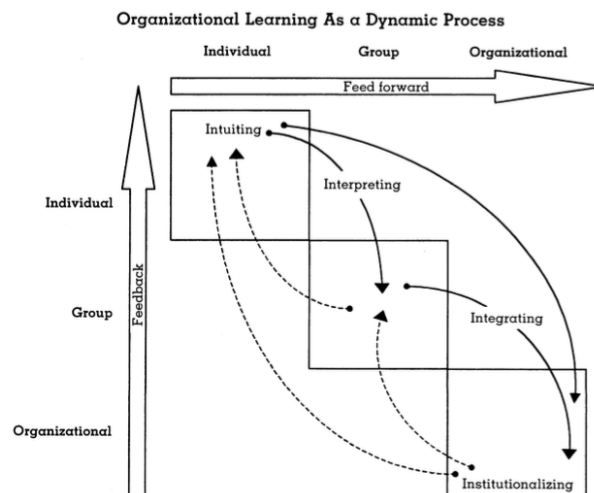 Organizational Learning As a Dynamic Process
Individual Group Organizational
Feed forward
Intuiting
Interpreting
Individual
Feedback
Group
Integrating
Organizational
Institutionalizing